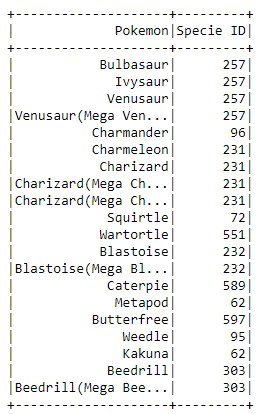 +--------------------+---------+
|             Pokemon|Specie ID|
+--------------------+---------+
|           Bulbasaur|      257|
|             Ivysaur|      257|
|            Venusaur|      257|
|Venusaur(Mega Ven...|      257|
|          Charmander|       96|
|          Charmeleon|      231|
|           Charizard|      231|
|Charizard(Mega Ch...|      231|
|Charizard(Mega Ch...|      231|
|            Squirtle|       72|
|           Wartortle|      551|
|           Blastoise|      232|
|Blastoise(Mega Bl...|      232|
|            Caterpie|      589|
|             Metapod|       62|
|          Butterfree|      597|
|              Weedle|       95|
|              Kakuna|       62|
|            Beedrill|      303|
|Beedrill(Mega Bee...|      303|
+--------------------+---------+